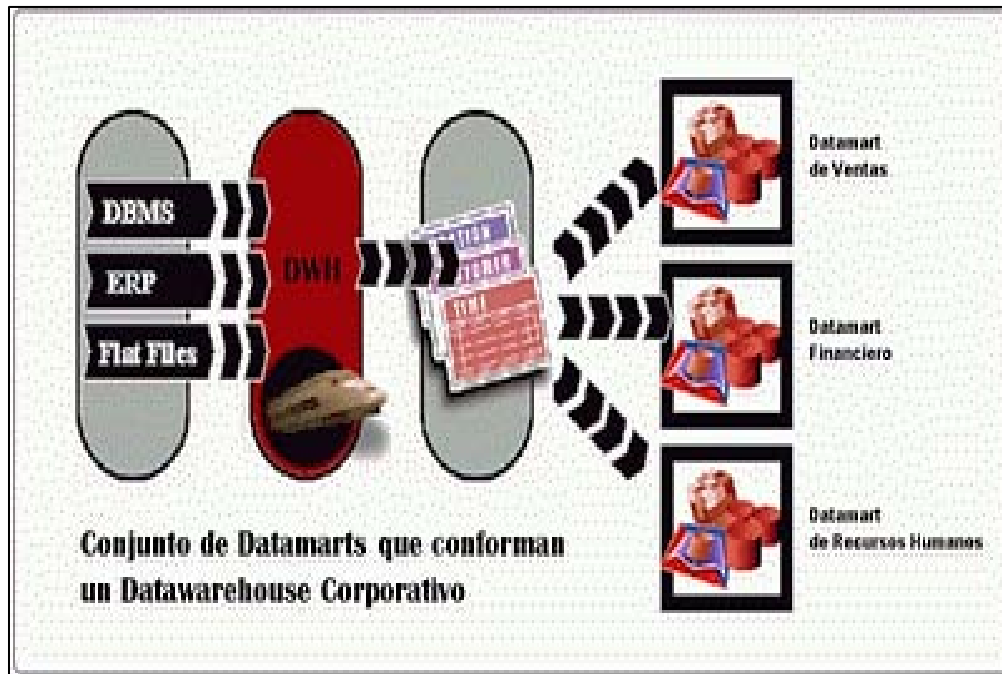 DBMS
ERP
Flat Files
DWH
TIME
Datamart
de Ventas
Datamart
Financiero
Datamart
de Recursos Humanos
Conjunto de Datamarts que conforman
un Datawarehouse Corporativo